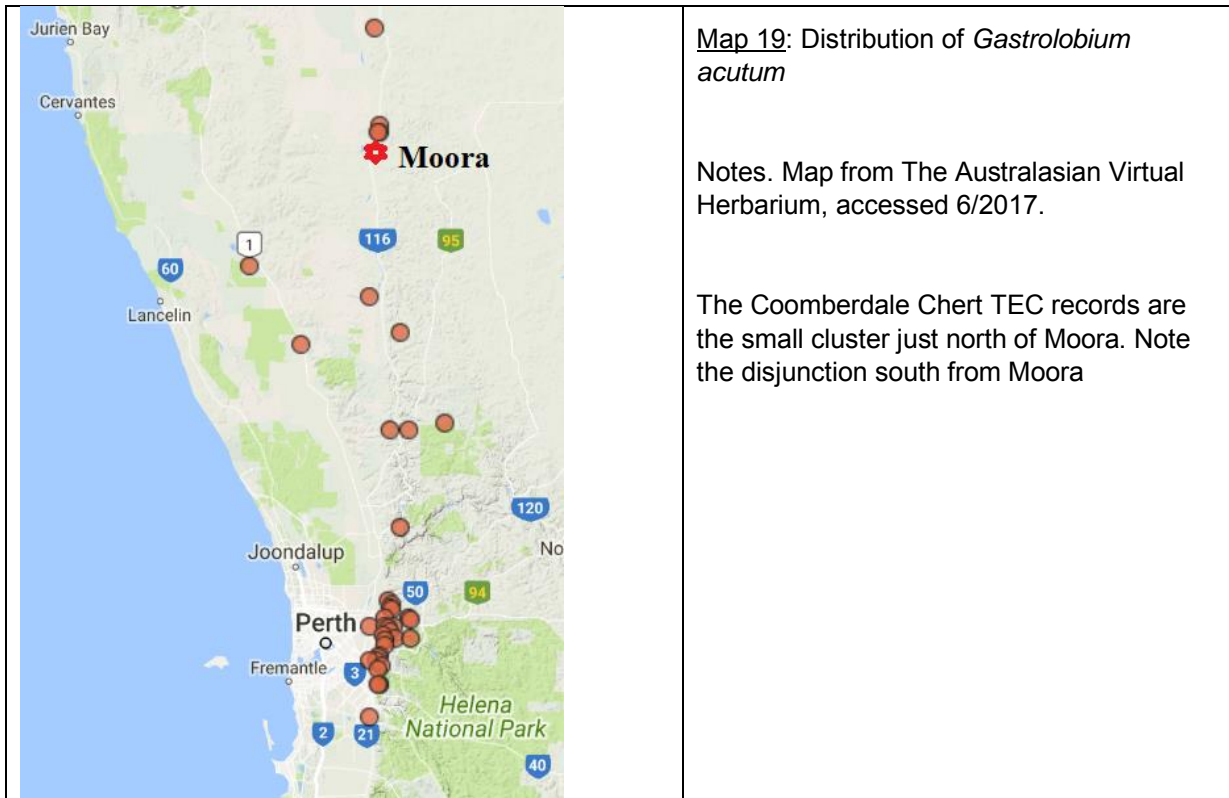 Jurien Bay
Cervantes
Moora
1
116
95
60
Lancelin
120
No
Joondalup
50
94
Perth
Fremantle
3
Helena
National Park
2
21
40
Map 19: Distribution of Gastrolobium
acutum
Notes. Map from The Australasian Virtual
Herbarium, accessed 6/2017.
The Coomberdale Chert TEC records are
the small cluster just north of Moora. Note
the disjunction south from Moora